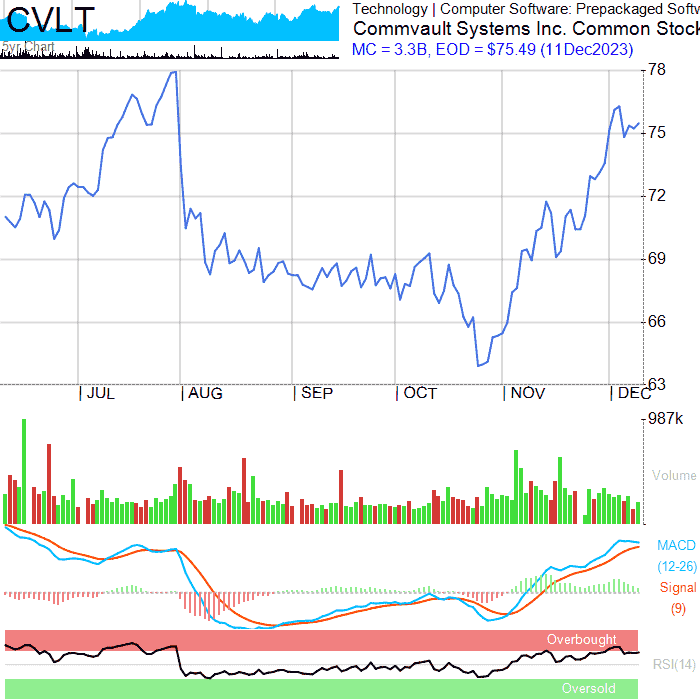 CVLT
5yr Chart
Technology | Computer Software: Prepackaged Softw
Commvault Systems Inc. Common Stock
MC = 3.3B, EOD = $75.49 (11Dec2023)
78
75
72
69
66
63
| JUL | AUG | SEP | OCT | NOV | DEC
987k
Volume
MACD
(12-26)
Signal
(9)
Overbought
RSI(14)
Oversold